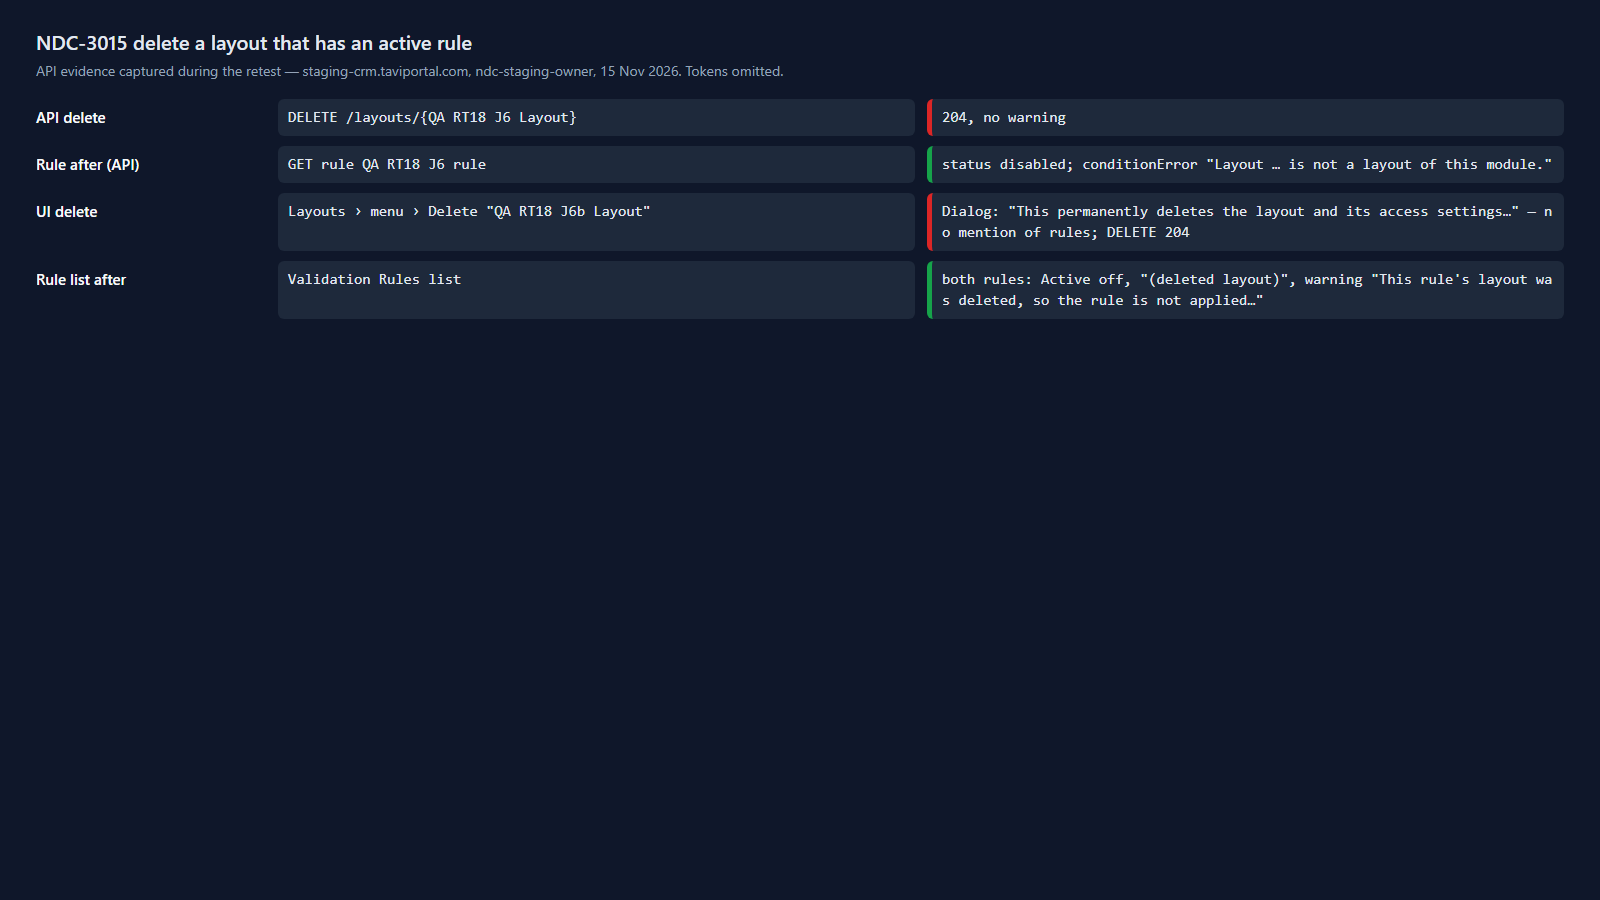 NDC-3015 delete a layout that has an active rule
API evidence captured during the retest — staging-crm.taviportal.com, ndc-staging-owner, 15 Nov 2026. Tokens omitted.
API delete
DELETE /layouts/{QA RT18 J6 Layout}
204, no warning
Rule after (API)
GET rule QA RT18 J6 rule
status disabled; conditionError "Layout … is not a layout of this module."
UI delete
Layouts › menu › Delete "QA RT18 J6b Layout"
Dialog: "This permanently deletes the layout and its access settings…" — n
o mention of rules; DELETE 204
Rule list after
Validation Rules list
both rules: Active off, "(deleted layout)", warning "This rule's layout wa
s deleted, so the rule is not applied…"